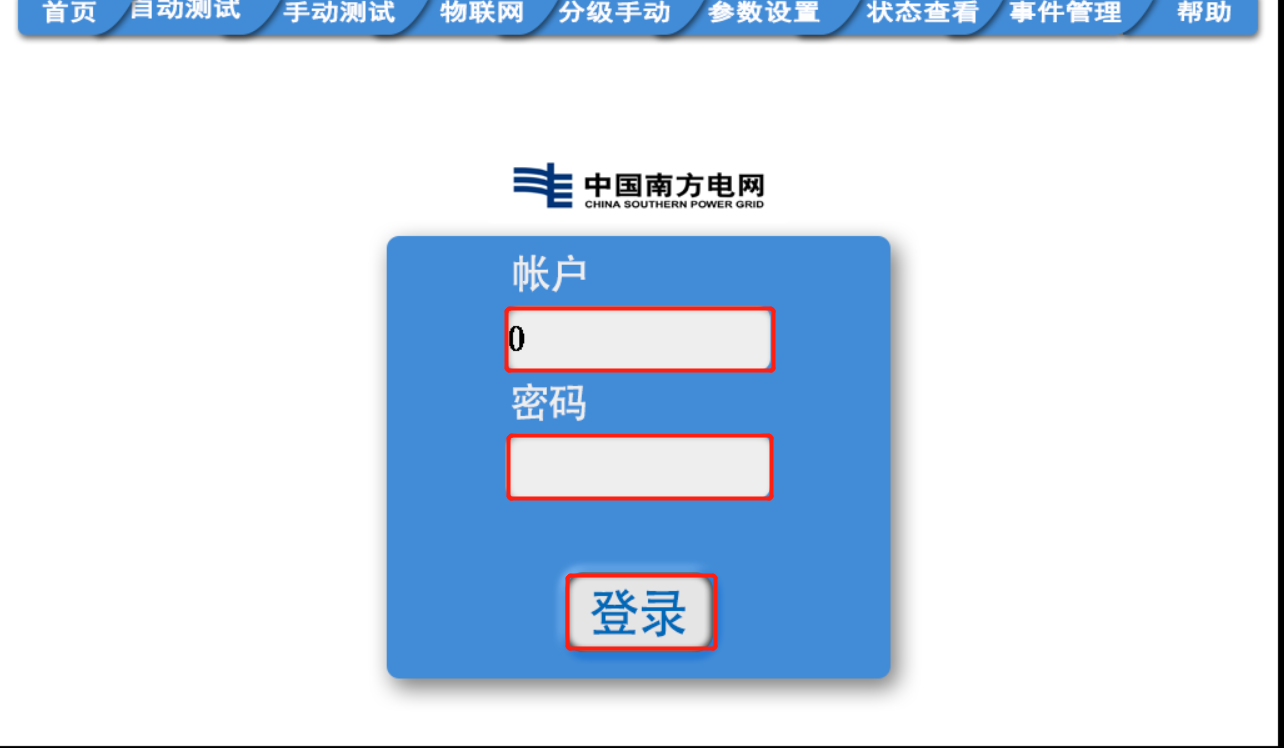 首页 自动测试 手动测试 物联网 分级手动 参数设置 状态查看 事件管理 帮助
中国南方电网
CHINA SOUTHERN POWER GRID
帐户
0
密码
登录